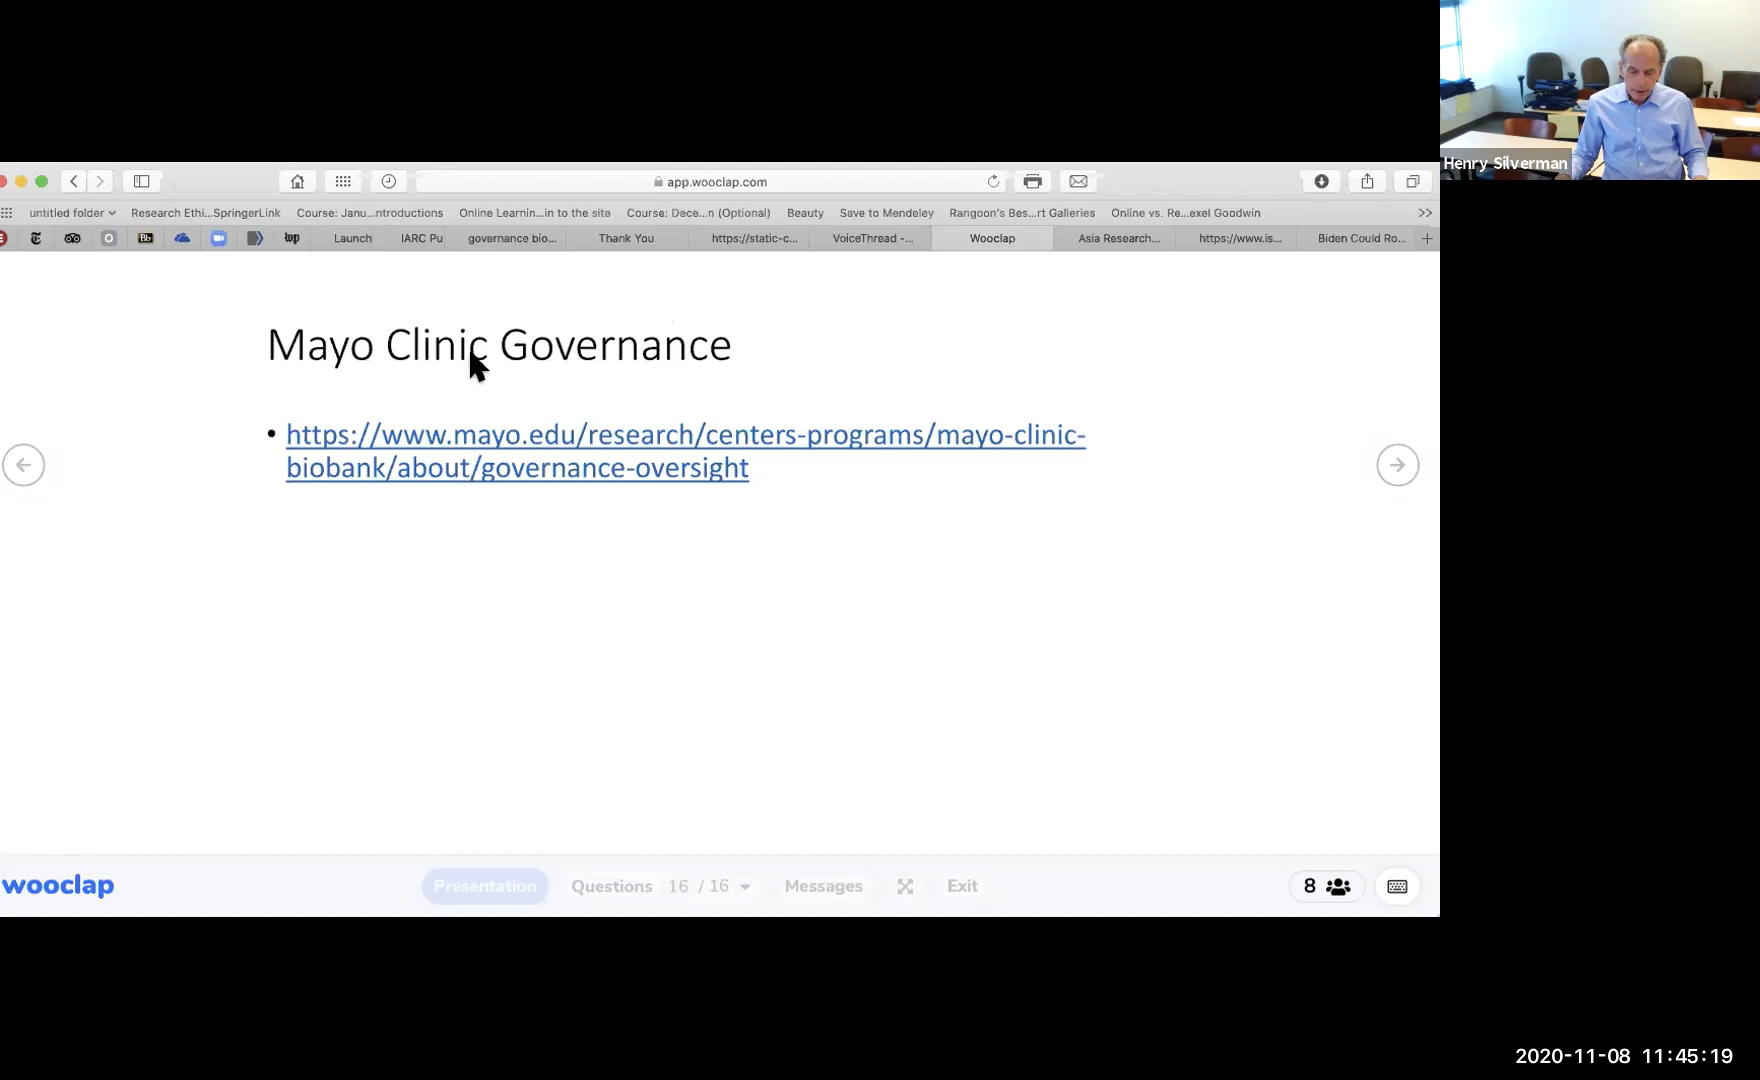 Henry Silverman
app.wooclap.com
untitled folder
Research Ethi...SpringerLink
Course: Janu...ntroductions
Online Learnin...in to the site
Course: Dece...n (Optional)
Beauty
Save to Mendeley
Rangoon's Bes...rt Galleries
Online vs. Re...exel Goodwin
Bb
wp
Launch
IARC Pu
governance bio...
Thank You
https://static-c...
VoiceThread -...
Wooclap
Asia Research...
https://www.is...
Biden Could Ro...
Mayo Clinic Governance
• https://www.mayo.edu/research/centers-programs/mayo-clinic-
biobank/about/governance-oversight
wooclap
Presentation
Questions 16 / 16
Messages
Exit
8
2020-11-08 11:45:19